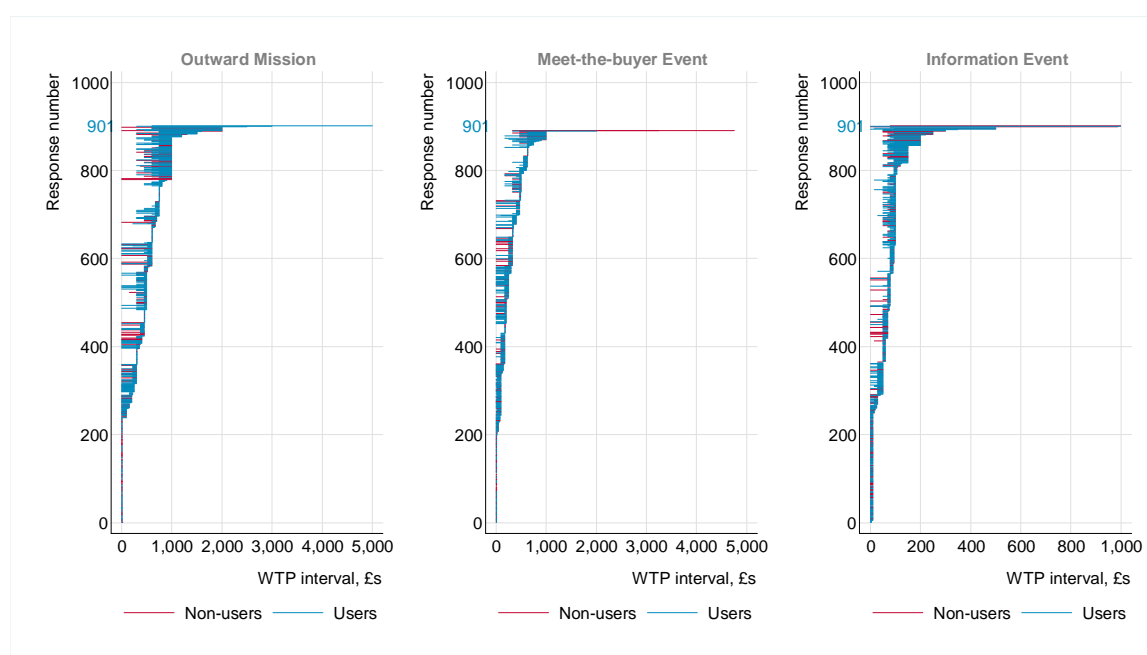 Outward Mission
Response number
1000
901
800
600
400
200
0
0 1,000 2,000 3,000 4,000 5,000
WTP interval, £s
Non-users Users
Meet-the-buyer Event
Response number
1000
901
800
600
400
200
0
0 1,000 2,000 3,000 4,000 5,000
WTP interval, £s
Non-users Users
Information Event
Response number
1000
901
800
600
400
200
0
0 200 400 600 800 1,000
WTP interval, £s
Non-users Users